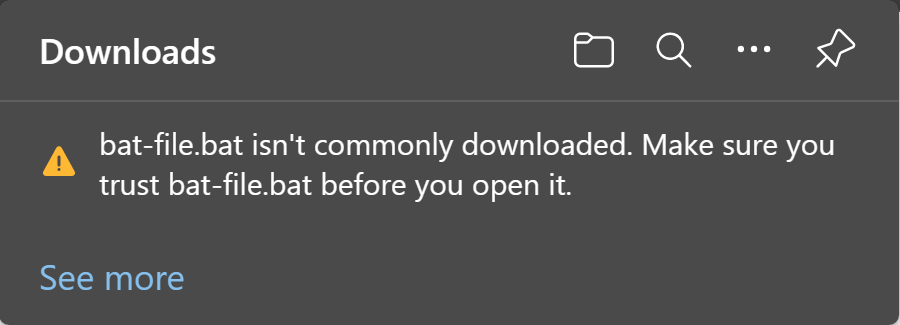 Downloads
bat-file.bat isn't commonly downloaded. Make sure you
trust bat-file.bat before you open it.
See more